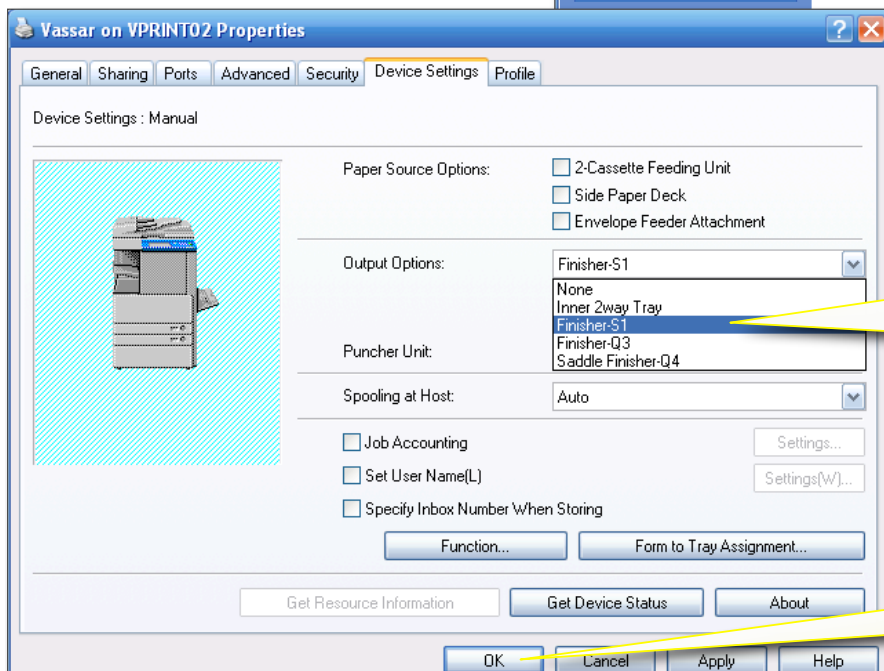 Vassar on VPRINT02 Properties
General Sharing Ports Advanced Security Device Settings Profile
Device Settings : Manual
Paper Source Options:
2-Cassette Feeding Unit
Side Paper Deck
Envelope Feeder Attachment
Output Options:
Finisher-S1
None
Inner 2way Tray
Finisher-S1
Finisher-Q3
Saddle Finisher-Q4
Puncher Unit:
Spooling at Host:
Auto
Job Accounting
Settings...
Set User Name(L)
Settings(W)...
Specify Inbox Number When Storing
Function...
Form to Tray Assignment...
Get Resource Information
Get Device Status
About
OK
Cancel
Apply
Help